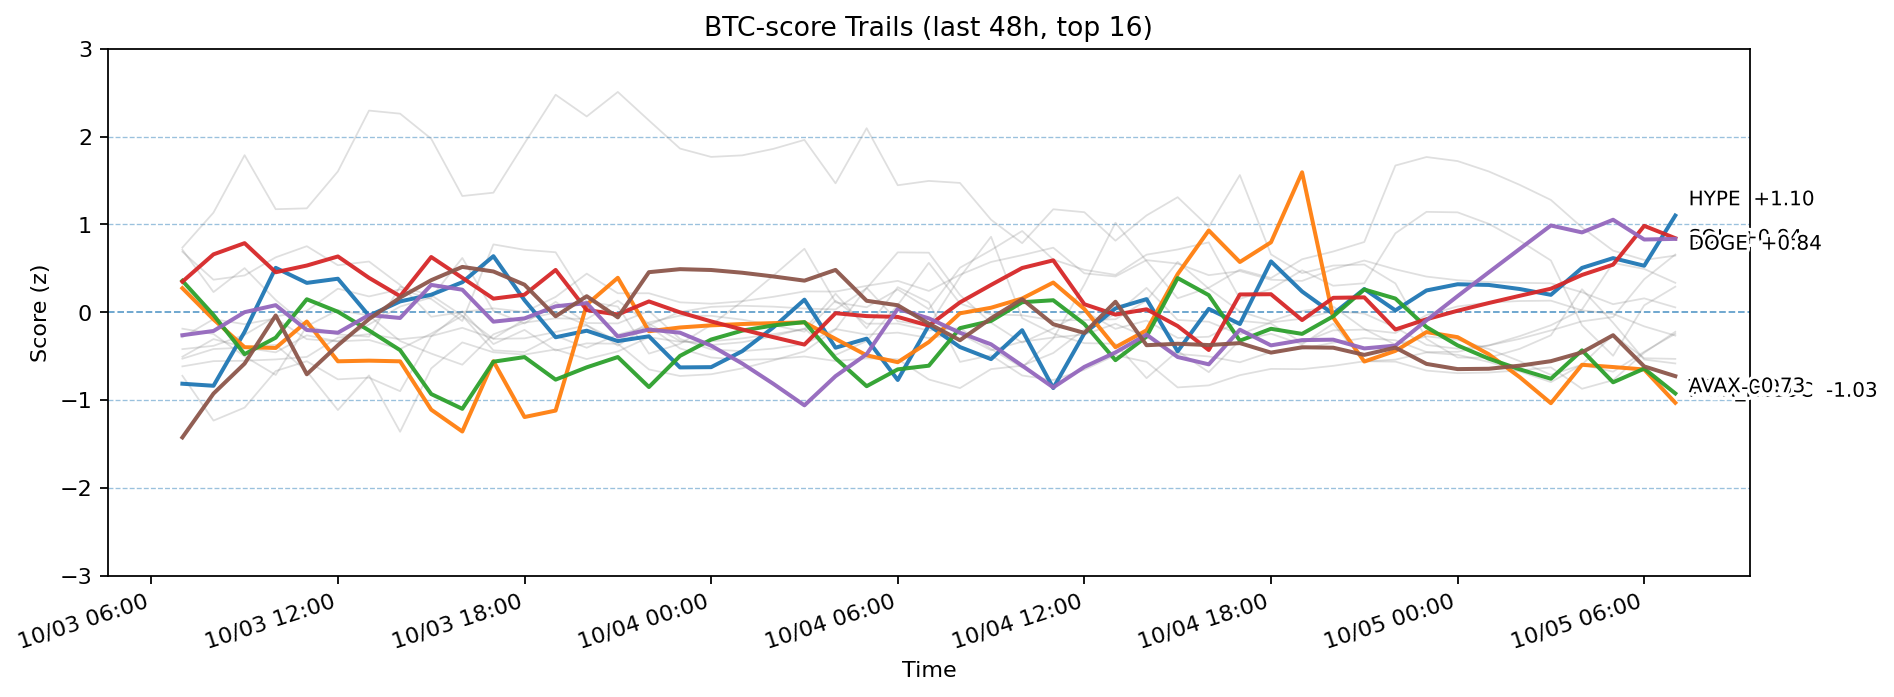 BTC-score Trails (last 48h, top 16)
Score (z)
3
2
1
0
−1
−2
−3
HYPE +1.10
DOGE +0.84
AVAX -0.73
-1.03
10/03 06:00
10/03 12:00
10/03 18:00
10/04 00:00
10/04 06:00
10/04 12:00
10/04 18:00
10/05 00:00
10/05 06:00
Time